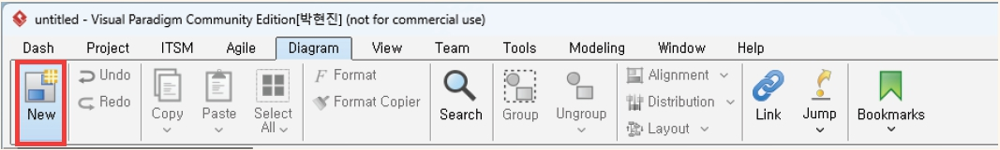 untitled - Visual Paradigm Community Edition[박현진] (not for commercial use)
Dash Project ITSM Agile Diagram View Team Tools Modeling Window Help
Undo Format Alignment
Redo Format Copier Distribution
New Copy Paste Select All Search Group Ungroup Layout Link Jump Bookmarks